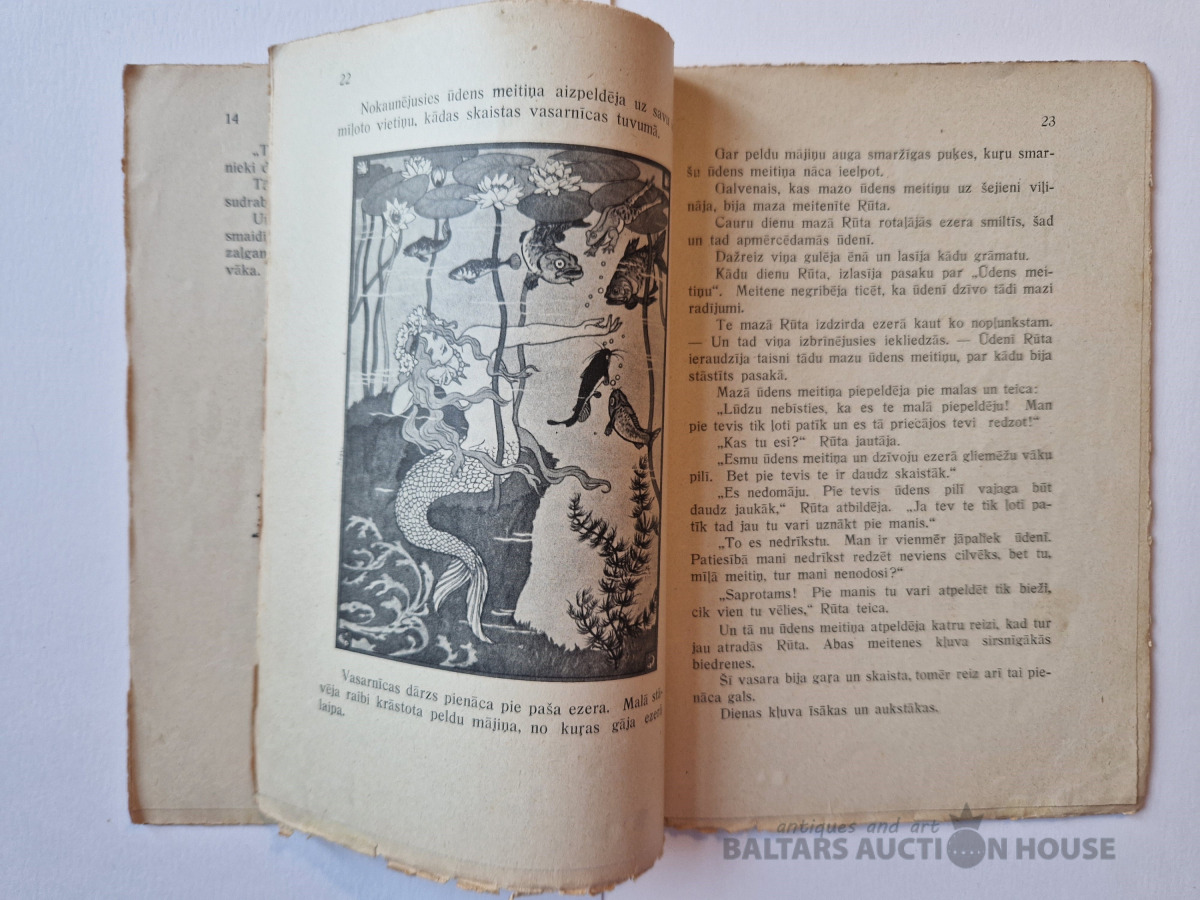 14
„T
nieki d
Tī
sudrab
Un
smaidī
zaļgan
vāka.
22
Nokaunējusies ūdens meitiņa aizpeldēja uz savu
miļoto vietiņu, kādas skaistas vasarnīcas tuvumā.
Vasarnīcas dārzs pienāca pie paša ezera. Malā stā-
vēja raibi krāstota peldu mājiņa, no kuŗas gāja ezerā
laipa.
23
Gar peldu mājiņu auga smaržīgas puķes, kuŗu smar-
šu ūdens meitiņa nāca ieelpot.
Galvenais, kas mazo ūdens meitiņu uz šejieni viļi-
nāja, bija maza meitenīte Rūta.
Cauru dienu mazā Rūta rotaļājās ezera smiltīs, šad
un tad apmērcēdamās ūdenī.
Dažreiz viņa gulēja ēnā un lasīja kādu grāmatu.
Kādu dienu Rūta, izlasīja pasaku par „Ūdens mei-
tiņu“. Meitene negribēja ticēt, ka ūdenī dzīvo tādi mazi
radījumi.
Te mazā Rūta izdzirda ezerā kaut ko nopļunkstam.
— Un tad viņa izbrīnējusies iekliedzās. — Ūdenī Rūta
ieraudzīja taisni tādu mazu ūdens meitiņu, par kādu bija
stāstīts pasakā.
Mazā ūdens meitiņa piepeldēja pie malas un teica:
„Lūdzu nebīsties, ka es te malā piepeldēju! Man
pie tevis tik ļoti patīk un es tā priecājos tevi redzot!“
„Kas tu esi?“ Rūta jautāja.
„Esmu ūdens meitiņa un dzīvoju ezerā gliemēžu vāku
pilī. Bet pie tevis te ir daudz skaistāk.“
„Es nedomāju. Pie tevis ūdens pilī vajaga būt
daudz jaukāk,“ Rūta atbildēja. „Ja tev te tik ļoti pa-
tīk tad jau tu vari uznākt pie manis.“
„To es nedrīkstu. Man ir vienmēr jāpaliek ūdenī.
Patiesībā mani nedrīkst redzēt neviens cilvēks, bet tu,
mīļā meitiņ, tur mani nenodosi?“
„Saprotams! Pie manis tu vari atpeldēt tik bieži,
cik vien tu vēlies,“ Rūta teica.
Un tā nu ūdens meitiņa atpeldēja katru reizi, kad tur
jau atradās Rūta. Abas meitenes kļuva sirsnīgākās
biedrenes.
Šī vasara bija gaŗa un skaista, tomēr reiz arī tai pie-
nāca gals.
Dienas kļuva īsākas un aukstākas.
antiques and art
BALTARS AUCTION HOUSE